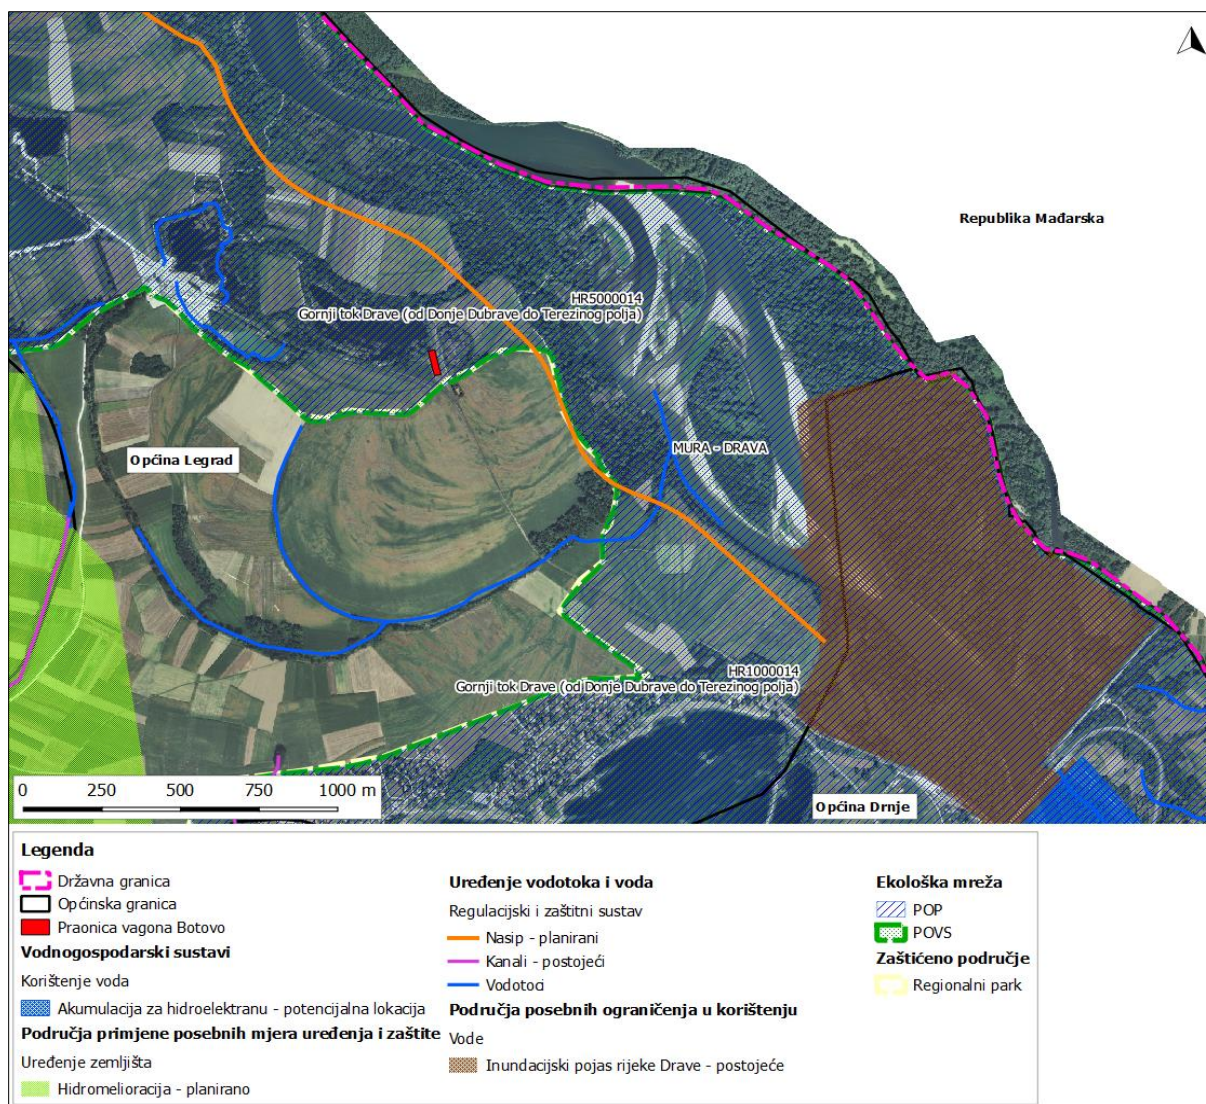 Republika Mađarska
HR5000014
Gornji tok Drave (od Donje Dubrave do Terezinog polja)
MURA - DRAVA
Općina Legrad
HR1000014
Gornji tok Drave (od Donje Dubrave do Terezinog polja)
Općina Drnje
0 250 500 750 1000 m
Legenda
Državna granica
Općinska granica
Praonica vagona Botovo
Vodnogospodarski sustavi
Korištenje voda
Akumulacija za hidroelektranu - potencijalna lokacija
Područja primjene posebnih mjera uređenja i zaštite
Uređenje zemljišta
Hidromelioracija - planirano
Uređenje vodotoka i voda
Regulacijski i zaštitni sustav
Nasip - planirani
Kanali - postojeći
Vodotoci
Područja posebnih ograničenja u korištenju
Vode
Inundacijski pojas rijeke Drave - postojeće
Ekološka mreža
POP
POVS
Zaštićeno područje
Regionalni park